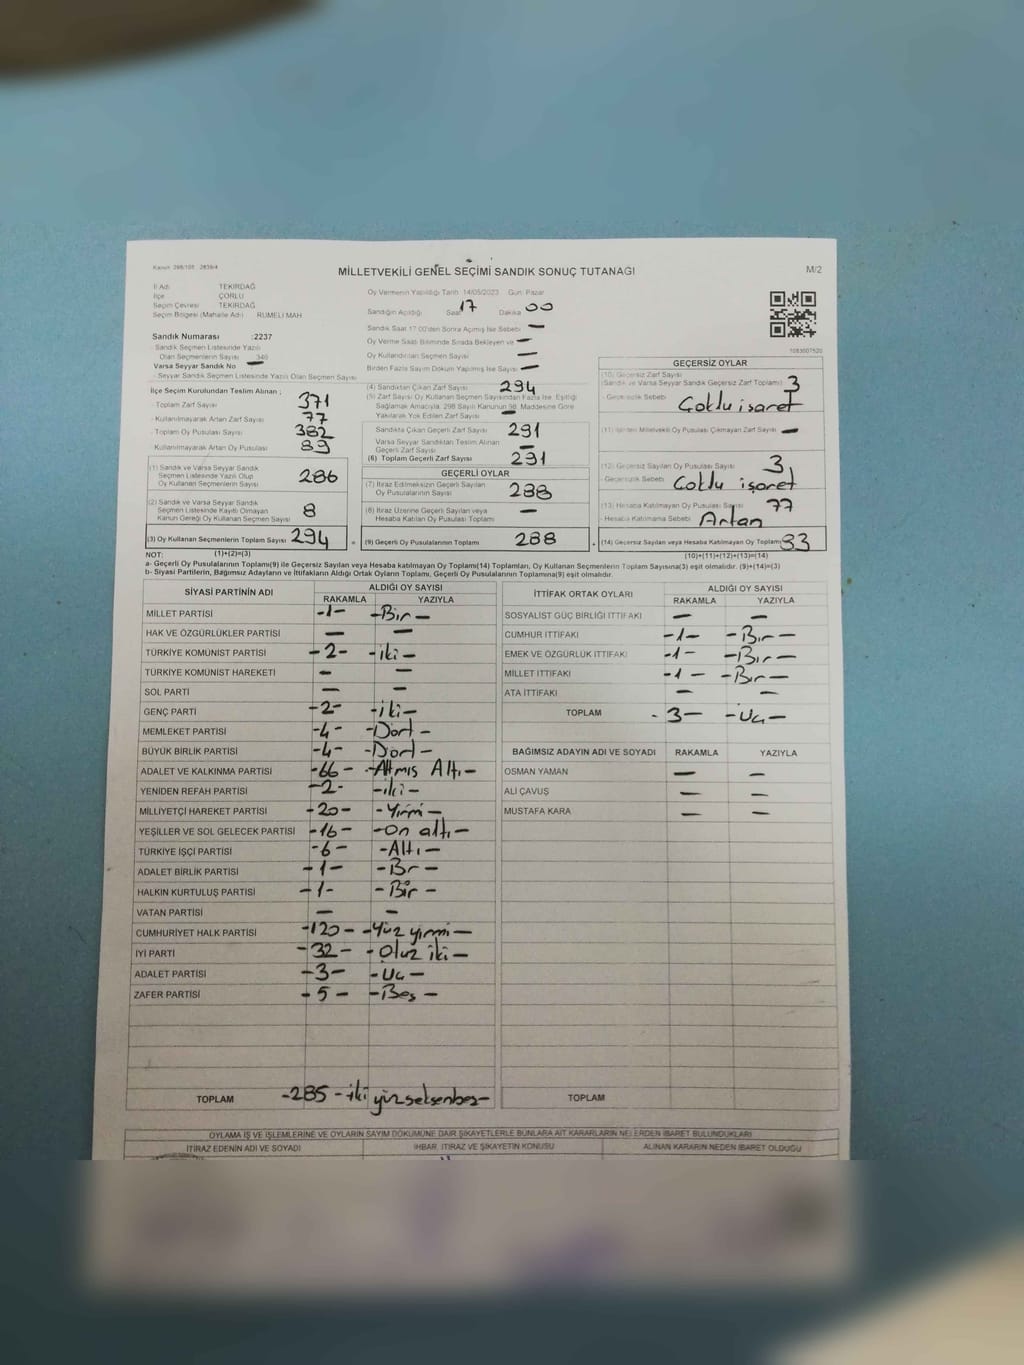 Kanun: 298/105 2839/4
MİLLETVEKİLİ GENEL SEÇİMİ SANDIK SONUÇ TUTANAĞI
M/2
İl Adı TEKİRDAĞ
İlçe ÇORLU
Seçim Çevresi TEKİRDAĞ
Seçim Bölgesi (Mahalle Adı) RUMELİ MAH
Sandık Numarası :2237
Sandık Seçmen Listesinde Yazılı
Olan Seçmenlerin Sayısı 346
Varsa Seyyar Sandık No —
Seyyar Sandık Seçmen Listesinde Yazılı Olan Seçmen Sayısı
İlçe Seçim Kurulundan Teslim Alınan ;
Toplam Zarf Sayısı 371
Kullanılmayarak Artan Zarf Sayısı 77
Toplam Oy Pusulası Sayısı 382
Kullanılmayarak Artan Oy Pusulası 89
(1) Sandık ve Varsa Seyyar Sandık
Seçmen Listesinde Yazılı Olup
Oy Kullanan Seçmen Sayısı 286
(2) Sandık ve Varsa Seyyar Sandık
Seçmen Listesinde Kayıtlı Olmayan
Kanun Gereği Oy Kullanan Seçmen Sayısı 8
(3) Oy Kullanan Seçmenlerin Toplam Sayısı 294
Oy Vermenin Yapıldığı Tarih: 14/05/2023 Gün: Pazar
Sandığın Açıldığı Saat 17 Dakika 00
Sandık Saat 17:00'den Sonra Açılmış İse Sebebi —
Oy Verme Saati Bitiminde Sırada Bekleyen ve —
Oy Kullandırılan Seçmen Sayısı —
Birden Fazla Sayım Döküm Yapılmış İse Sayısı —
(4) Sandıktan Çıkan Zarf Sayısı 294
(5) Zarf Sayısı Oy Kullanan Seçmen Sayısından Fazla İse, Eşitliği
Sağlamak Amacıyla, 298 Sayılı Kanunun 98. Maddesine Göre
Yakılarak Yok Edilen Zarf Sayısı —
Sandıkta Çıkan Geçerli Zarf Sayısı 291
Varsa Seyyar Sandıktan Teslim Alınan
Geçerli Zarf Sayısı —
(6) Toplam Geçerli Zarf Sayısı 291
GEÇERLİ OYLAR
(7) İtiraz Edilmeksizin Geçerli Sayılan
Oy Pusulalarının Sayısı 288
(8) İtiraz Üzerine Geçerli Sayılan veya
Hesaba Katılan Oy Pusulası Toplamı —
= (9) Geçerli Oy Pusulalarının Toplamı 288
1083007520
GEÇERSİZ OYLAR
(10) Geçersiz Zarf Sayısı
(Sandık ve Varsa Seyyar Sandık Geçersiz Zarf Toplamı) 3
- Geçersizlik Sebebi Çoklu işaret
(11) İçinden Milletvekili Oy Pusulası Çıkmayan Zarf Sayısı —
(12) Geçersiz Sayılan Oy Pusulası Sayısı 3
- Geçersizlik Sebebi Çoklu işaret
(13) Hesaba Katılmayan Oy Pusulası Sayısı 77
- Hesaba Katılmama Sebebi Artan
(14) Geçersiz Sayılan veya Hesaba Katılmayan Oy Toplamı 83
NOT: (1)+(2)=(3)
(10)+(11)+(12)+(13)=(14)
a- Geçerli Oy Pusulalarının Toplamı(9) ile Geçersiz Sayılan veya Hesaba katılmayan Oy Toplamı(14) Toplamları, Oy Kullanan Seçmenlerin Toplam Sayısına(3) eşit olmalıdır. (9)+(14)=(3)
b- Siyasi Partilerin, Bağımsız Adayların ve İttifakların Aldığı Ortak Oyların Toplamı, Geçerli Oy Pusulalarının Toplamına(9) eşit olmalıdır.
SİYASİ PARTİNİN ADI ALDIĞI OY SAYISI
RAKAMLA YAZIYLA
MİLLET PARTİSİ -1- -Bir-
HAK VE ÖZGÜRLÜKLER PARTİSİ — —
TÜRKİYE KOMÜNİST PARTİSİ -2- -iki-
TÜRKİYE KOMÜNİST HAREKETİ — —
SOL PARTİ — —
GENÇ PARTİ -2- -iki-
MEMLEKET PARTİSİ -4- -Dört-
BÜYÜK BİRLİK PARTİSİ -4- -Dört-
ADALET VE KALKINMA PARTİSİ -66- -Altmış Altı-
YENİDEN REFAH PARTİSİ -2- -iki-
MİLLİYETÇİ HAREKET PARTİSİ -20- -Yirmi-
YEŞİLLER VE SOL GELECEK PARTİSİ -16- -On altı-
TÜRKİYE İŞÇİ PARTİSİ -6- -Altı-
ADALET BİRLİK PARTİSİ -1- -Bir-
HALKIN KURTULUŞ PARTİSİ -1- -Bir-
VATAN PARTİSİ — —
CUMHURİYET HALK PARTİSİ -120- -Yüz yirmi-
İYİ PARTİ -32- -Otuz iki-
ADALET PARTİSİ -3- -Üç-
ZAFER PARTİSİ -5- -Beş-
TOPLAM -285- iki yüzseksenbeş-
İTTİFAK ORTAK OYLARI ALDIĞI OY SAYISI
RAKAMLA YAZIYLA
SOSYALİST GÜÇ BİRLİĞİ İTTİFAKI — —
CUMHUR İTTİFAKI -1- -Bir-
EMEK VE ÖZGÜRLÜK İTTİFAKI -1- -Bir-
MİLLET İTTİFAKI -1- -Bir-
ATA İTTİFAKI — —
TOPLAM -3- -Üç-
BAĞIMSIZ ADAYIN ADI VE SOYADI RAKAMLA YAZIYLA
OSMAN YAMAN — —
ALİ ÇAVUŞ — —
MUSTAFA KARA — —
TOPLAM
OYLAMA İŞ VE İŞLEMLERİNE VE OYLARIN SAYIM DÖKÜMÜNE DAİR ŞİKAYETLERLE BUNLARA AİT KARARLARIN NELERDEN İBARET BULUNDUKLARI
İTİRAZ EDENİN ADI VE SOYADI İHBAR, İTİRAZ VE ŞİKAYETİN KONUSU ALINAN KARARIN NEDEN İBARET OLDUĞU